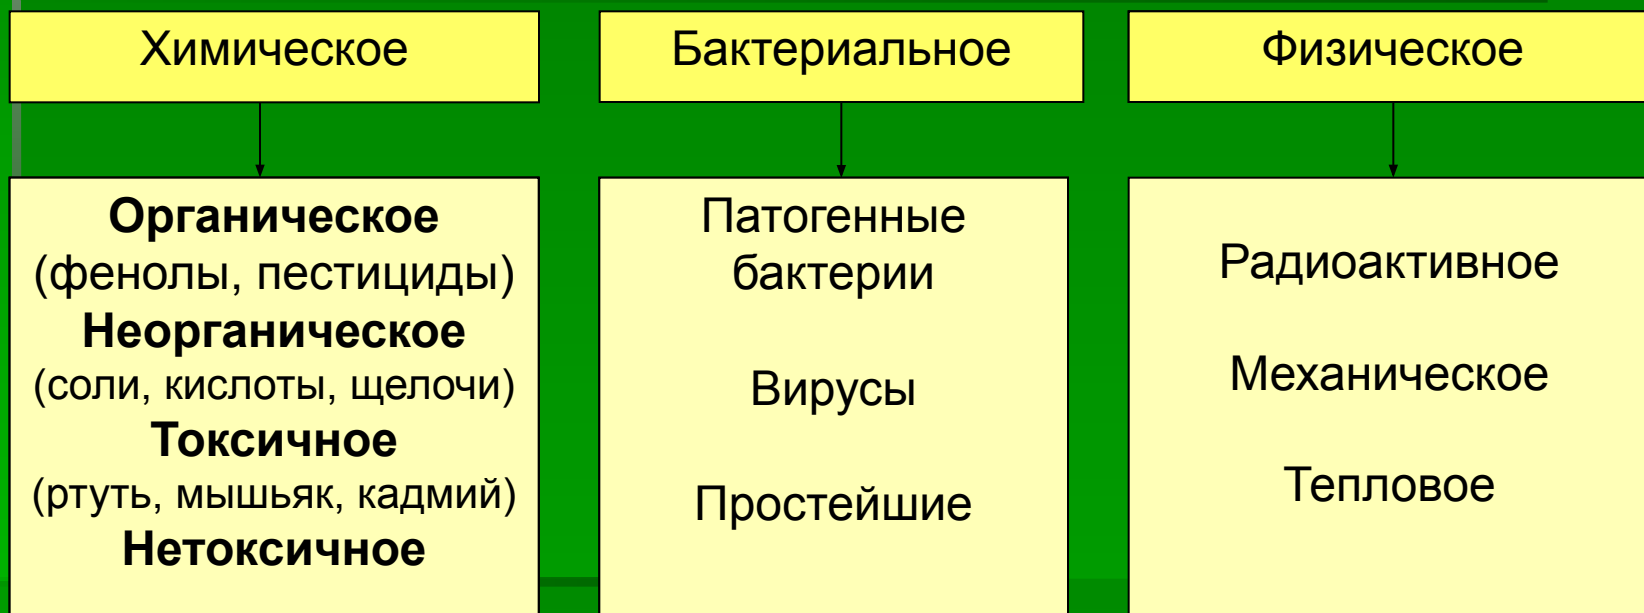 Химическое
Бактериальное
Физическое
Органическое
(фенолы, пестициды)
Неорганическое
(соли, кислоты, щелочи)
Токсичное
(ртуть, мышьяк, кадмий)
Нетоксичное
Патогенные
бактерии
Вирусы
Простейшие
Радиоактивное
Механическое
Тепловое